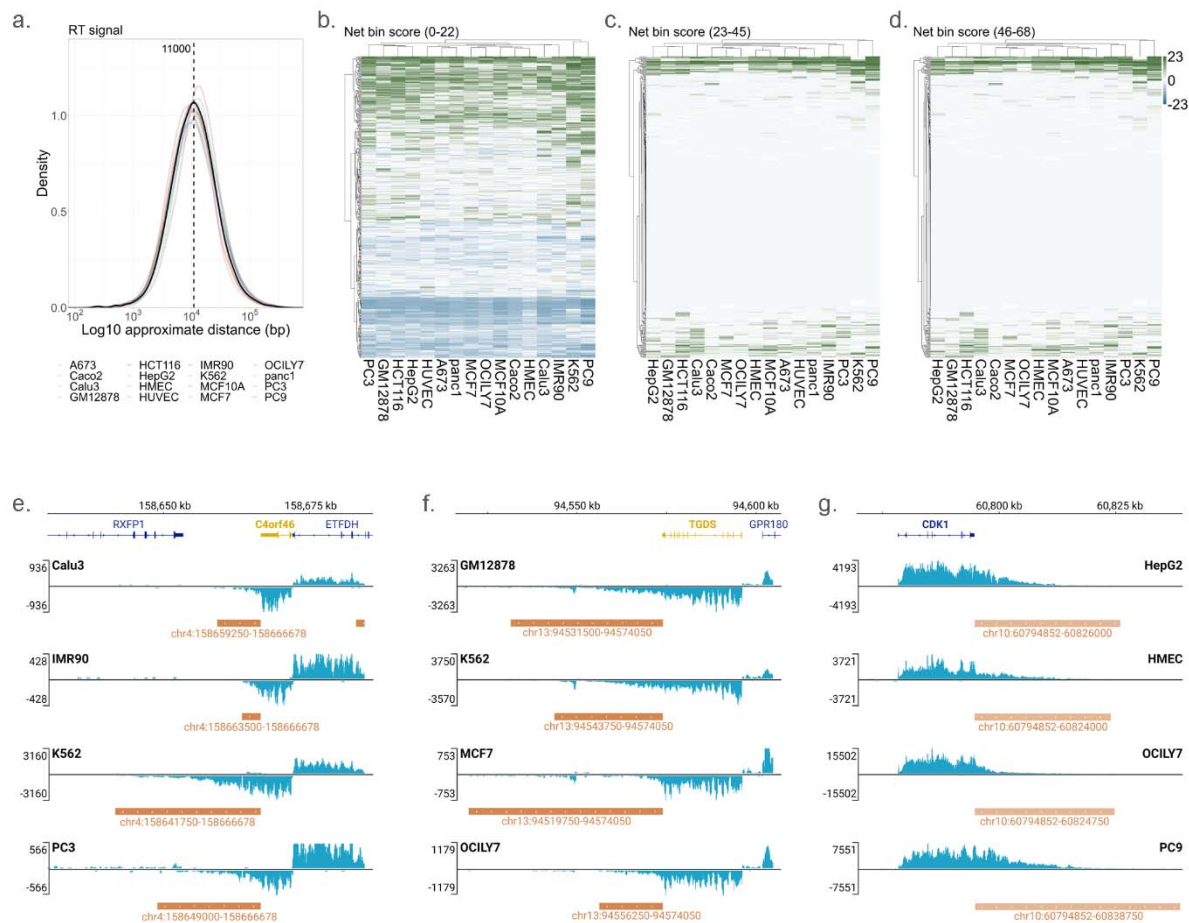 a.
RT signal
11000
Density
1.0
0.5
0.0
10² 10³ 10⁴ 10⁵
Log10 approximate distance (bp)
A673 HCT116 IMR90 OCILY7
Caco2 HepG2 K562 panc1
Calu3 HMEC MCF10A PC3
GM12878 HUVEC MCF7 PC9
b.
Net bin score (0-22)
PC3
GM12878
HCT116
HepG2
HUVEC
A673
panc1
MCF7
OCILY7
MCF10A
Caco2
HMEC
Calu3
IMR90
K562
PC9
c.
Net bin score (23-45)
HepG2
GM12878
HCT116
Calu3
Caco2
MCF7
OCILY7
HMEC
MCF10A
A673
HUVEC
panc1
IMR90
PC3
K562
PC9
d.
Net bin score (46-68)
23
0
-23
HepG2
GM12878
HCT116
Calu3
Caco2
MCF7
OCILY7
HMEC
MCF10A
A673
HUVEC
panc1
IMR90
PC3
K562
PC9
e.
158,650 kb 158,675 kb
RXFP1 C4orf46 ETFDH
Calu3
936
-936
chr4:158659250-158666678
IMR90
428
-428
chr4:158663500-158666678
K562
3160
-3160
chr4:158641750-158666678
PC3
566
-566
chr4:158649000-158666678
f.
94,550 kb 94,600 kb
TGDS GPR180
GM12878
3263
-3263
chr13:94531500-94574050
K562
3750
-3570
chr13:94543750-94574050
MCF7
753
-753
chr13:94519750-94574050
OCILY7
1179
-1179
chr13:94556250-94574050
g.
60,800 kb 60,825 kb
CDK1
HepG2
4193
-4193
chr10:60794852-60826000
HMEC
3721
-3721
chr10:60794852-60824000
OCILY7
15502
-15502
chr10:60794852-60824750
PC9
7551
-7551
chr10:60794852-60838750